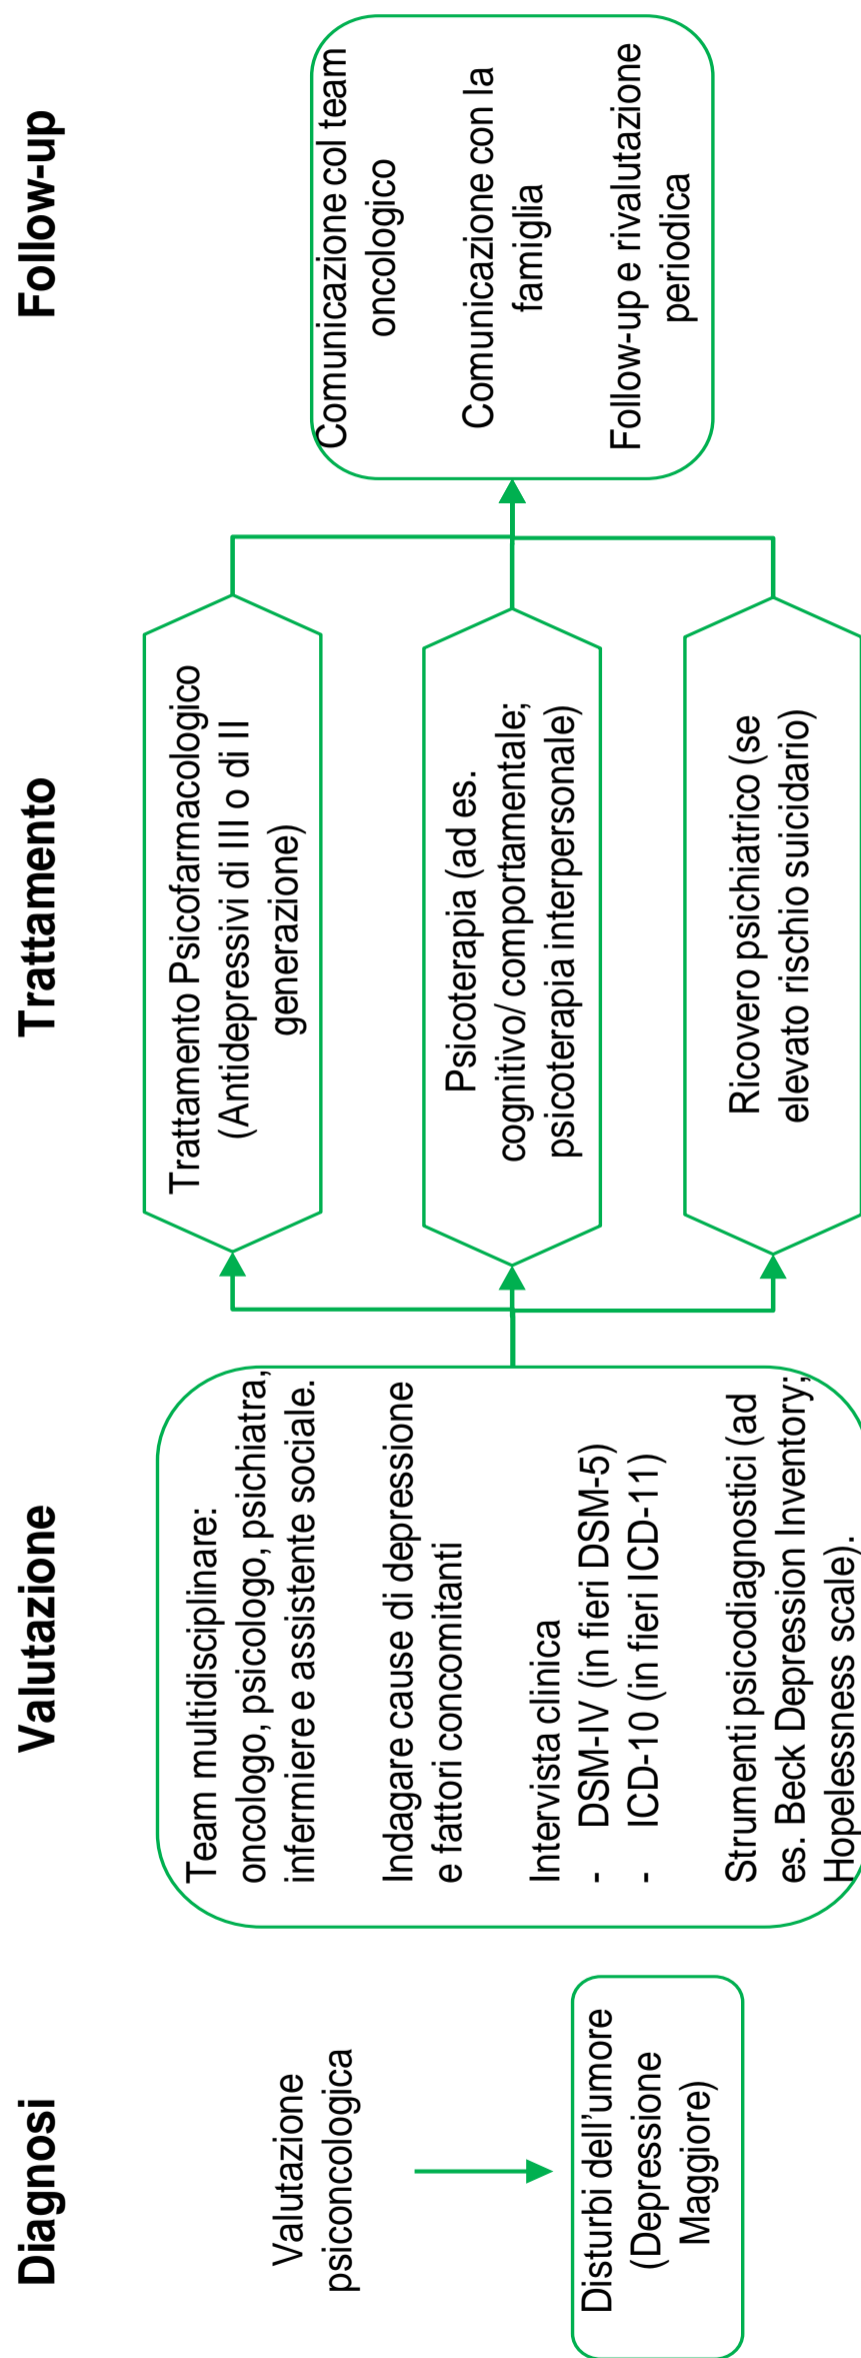 Diagnosi
Valutazione
Trattamento
Follow-up
Valutazione
psiconcologica
Disturbi dell'umore
(Depressione
Maggiore)
Team multidisciplinare:
oncologo, psicologo, psichiatra,
infermiere e assistente sociale.
Indagare cause di depressione
e fattori concomitanti
Intervista clinica
- DSM-IV (in fieri DSM-5)
- ICD-10 (in fieri ICD-11)
Strumenti psicodiagnostici (ad
es. Beck Depression Inventory;
Hopelessness scale).
Trattamento Psicofarmacologico
(Antidepressivi di III o di II
generazione)
Psicoterapia (ad es.
cognitivo/ comportamentale;
psicoterapia interpersonale)
Ricovero psichiatrico (se
elevato rischio suicidario)
Comunicazione col team
oncologico
Comunicazione con la
famiglia
Follow-up e rivalutazione
periodica